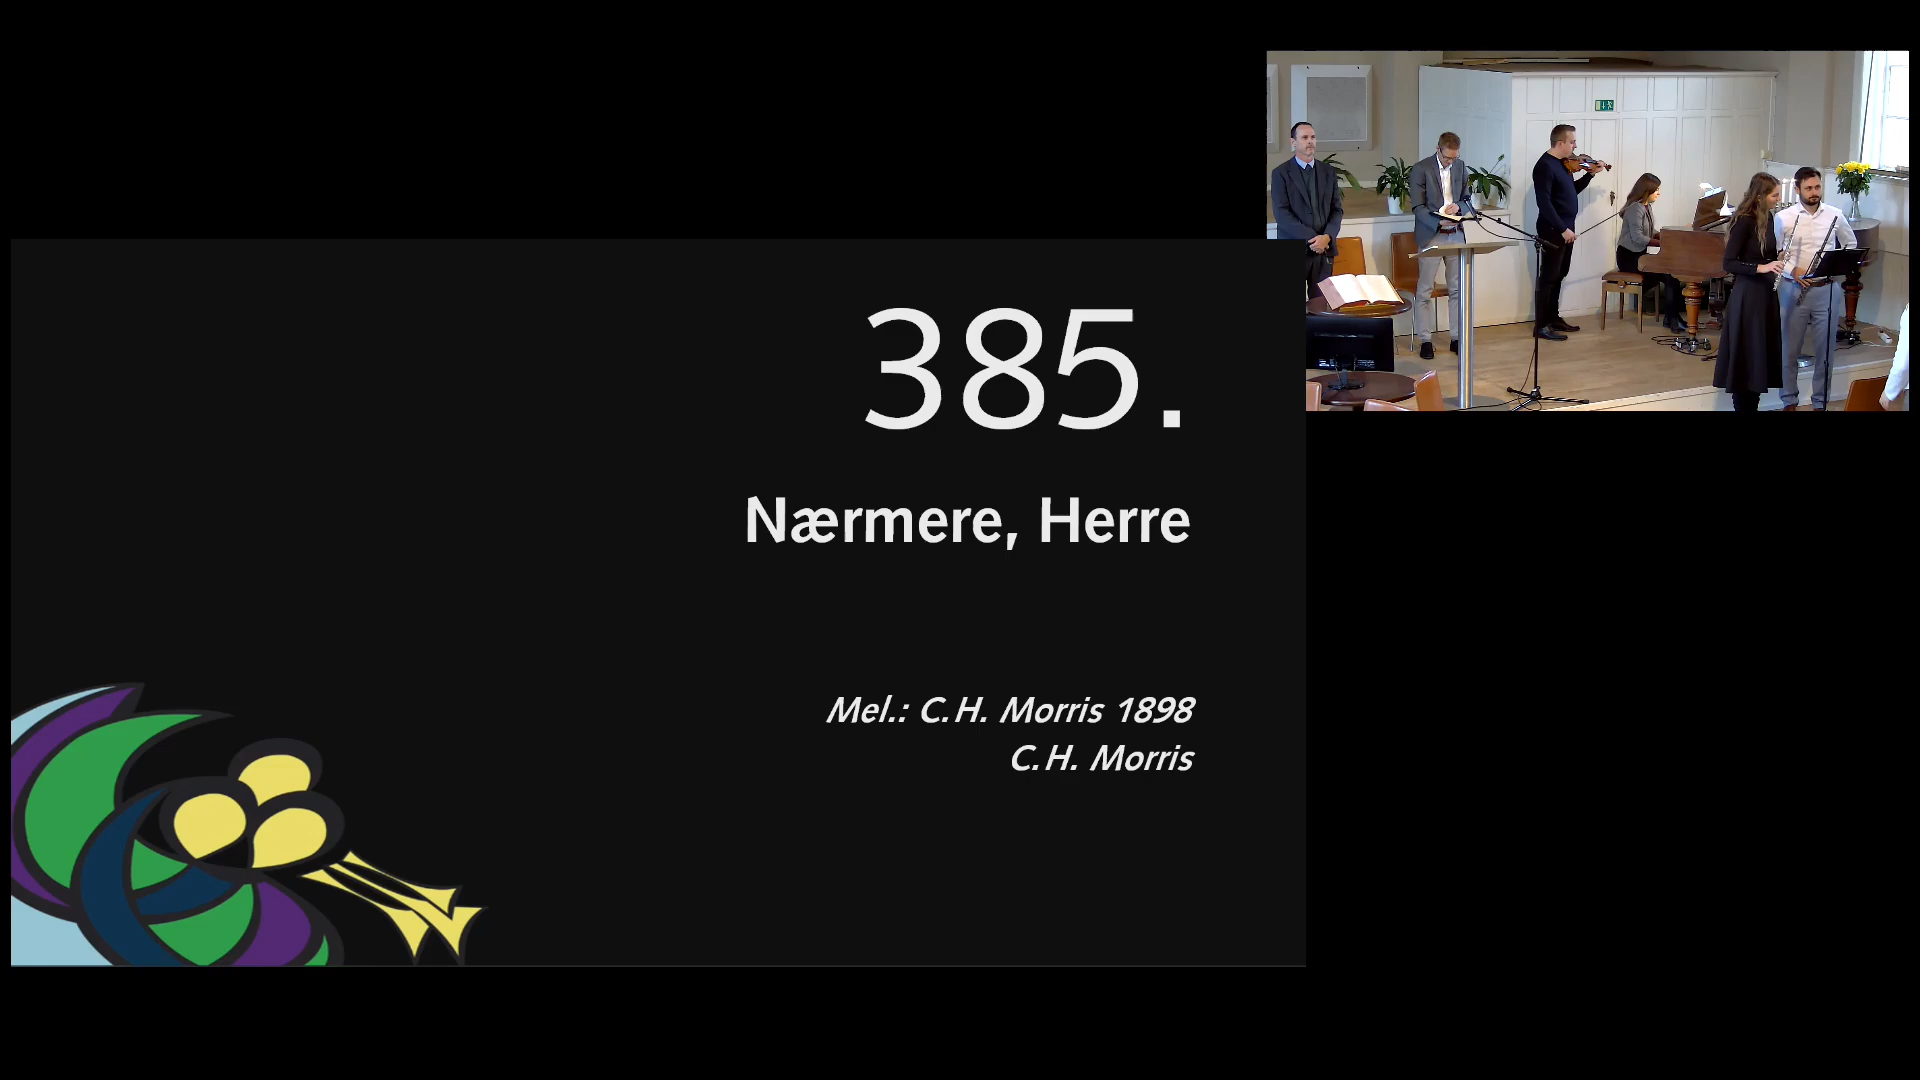 385.
Nærmere, Herre
Mel.: C.H. Morris 1898
C.H. Morris